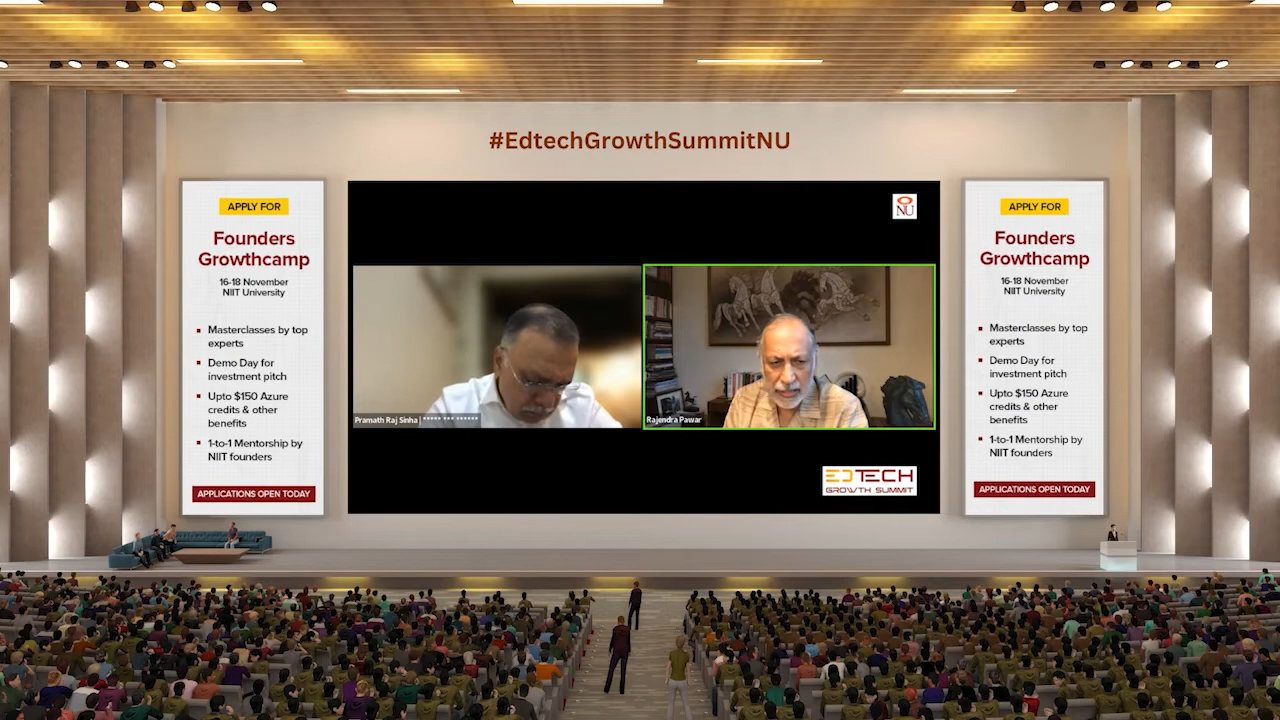 #EdtechGrowthSummitNU
APPLY FOR
Founders
Growthcamp
16-18 November
NIIT University
Masterclasses by top
experts
Demo Day for
investment pitch
Upto $150 Azure
credits & other
benefits
1-to-1 Mentorship by
NIIT founders
APPLICATIONS OPEN TODAY
NU
Pramath Raj Sinha | ***** *** ******
Rajendra Pawar
EDTECH
GROWTH SUMMIT
APPLY FOR
Founders
Growthcamp
16-18 November
NIIT University
Masterclasses by top
experts
Demo Day for
investment pitch
Upto $150 Azure
credits & other
benefits
1-to-1 Mentorship by
NIIT founders
APPLICATIONS OPEN TODAY